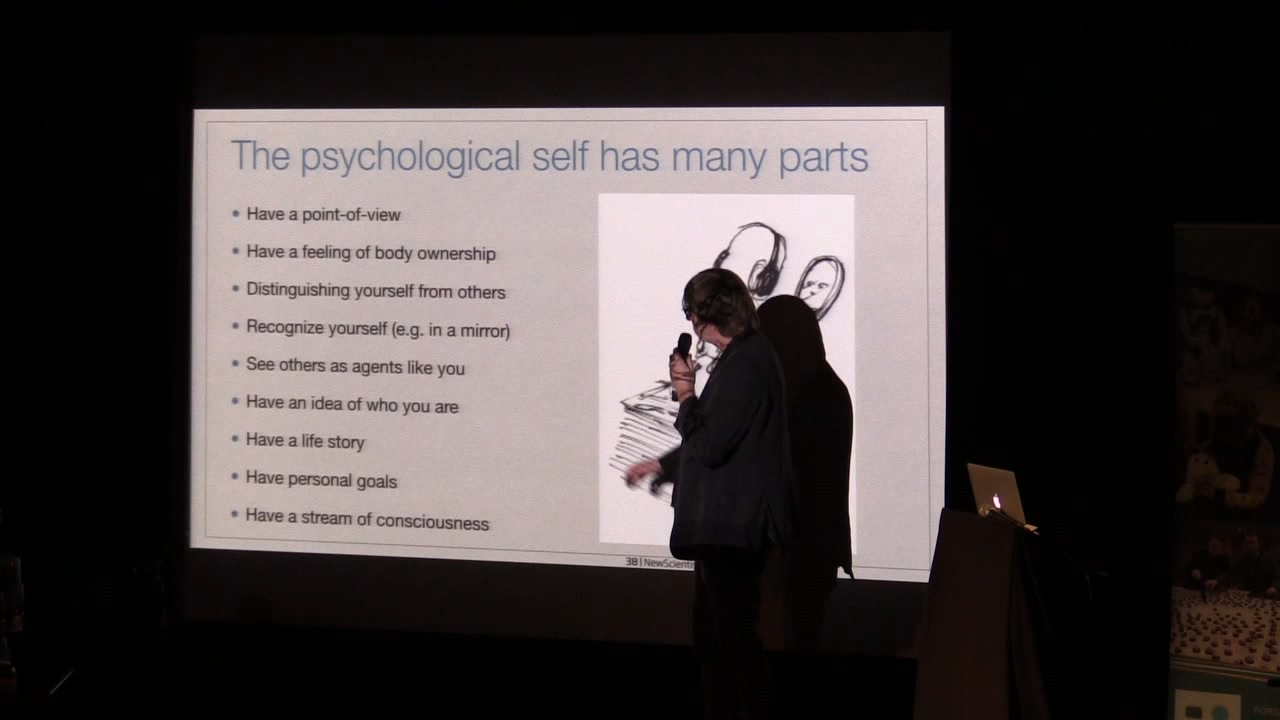 The psychological self has many parts
• Have a point-of-view
• Have a feeling of body ownership
• Distinguishing yourself from others
• Recognize yourself (e.g. in a mirror)
• See others as agents like you
• Have an idea of who you are
• Have a life story
• Have personal goals
• Have a stream of consciousness
38 | NewScientis